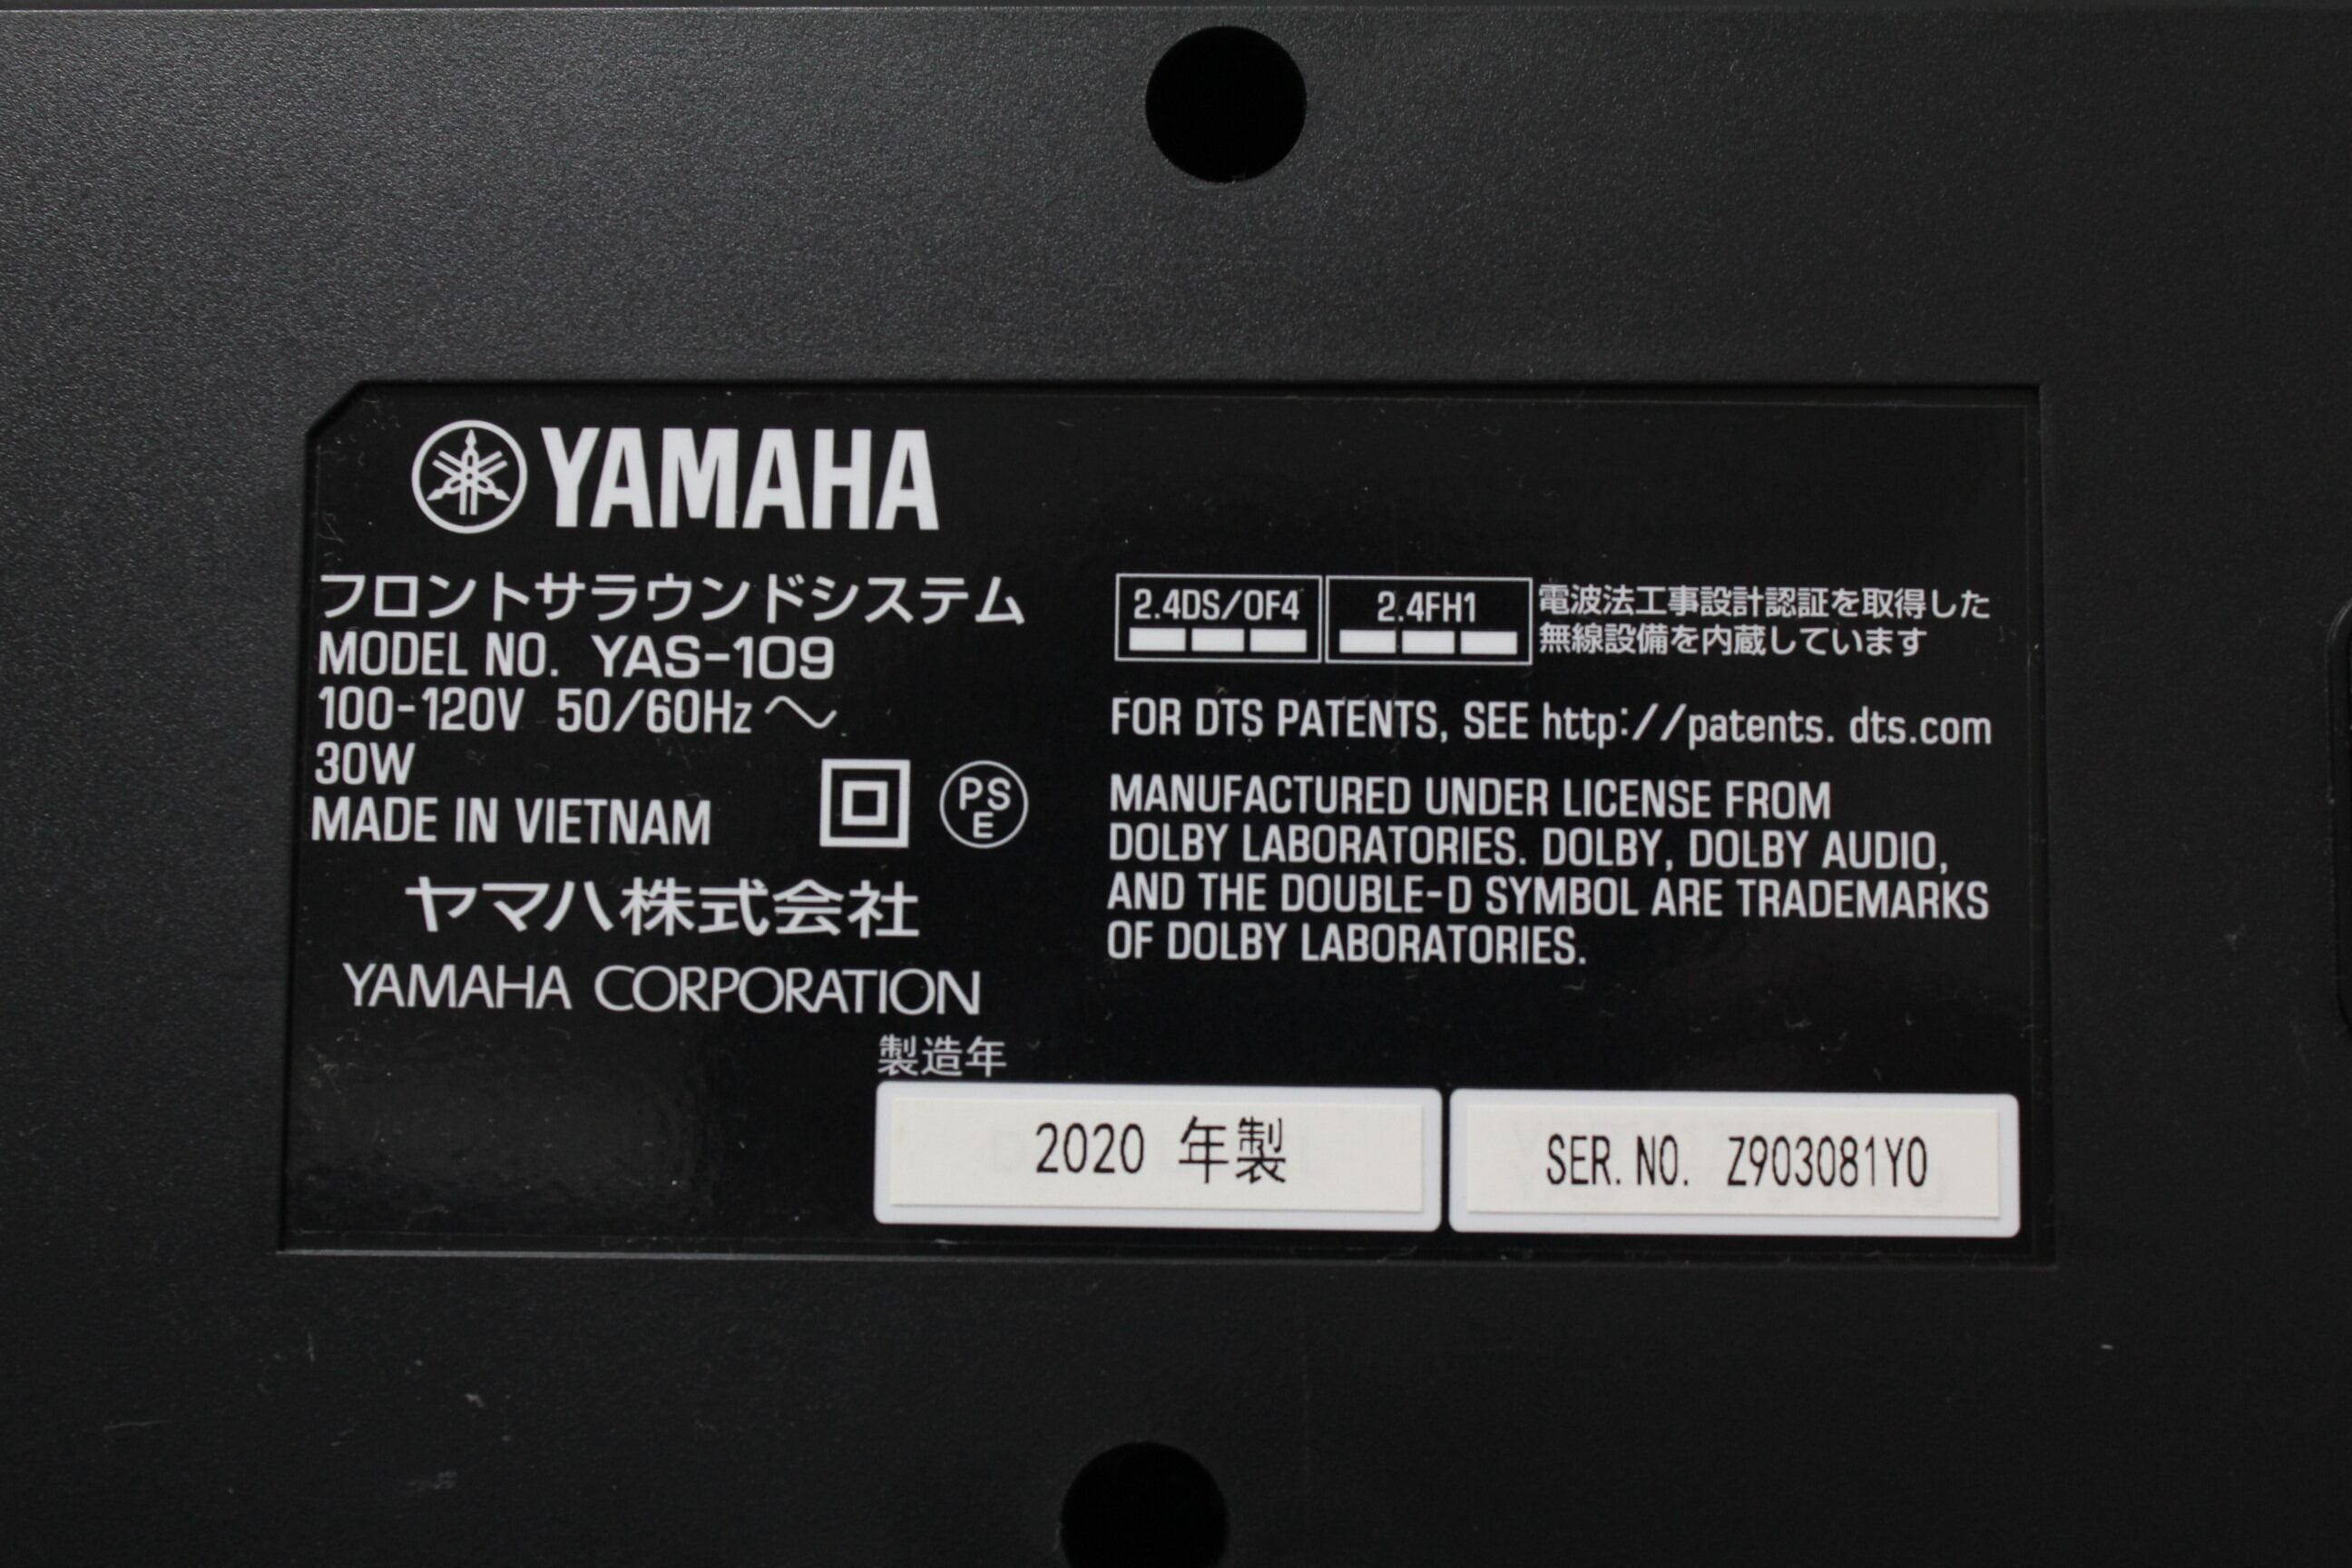 YAMAHA
フロントサラウンドシステム
MODEL NO. YAS-109
100-120V 50/60Hz ～
30W
MADE IN VIETNAM
PS
E
ヤマハ株式会社
YAMAHA CORPORATION
2.4DS/OF4
2.4FH1
電波法工事設計認証を取得した
無線設備を内蔵しています
FOR DTS PATENTS, SEE http://patents. dts.com
MANUFACTURED UNDER LICENSE FROM
DOLBY LABORATORIES. DOLBY, DOLBY AUDIO,
AND THE DOUBLE-D SYMBOL ARE TRADEMARKS
OF DOLBY LABORATORIES.
製造年
2020 年製
SER. NO. Z903081Y0